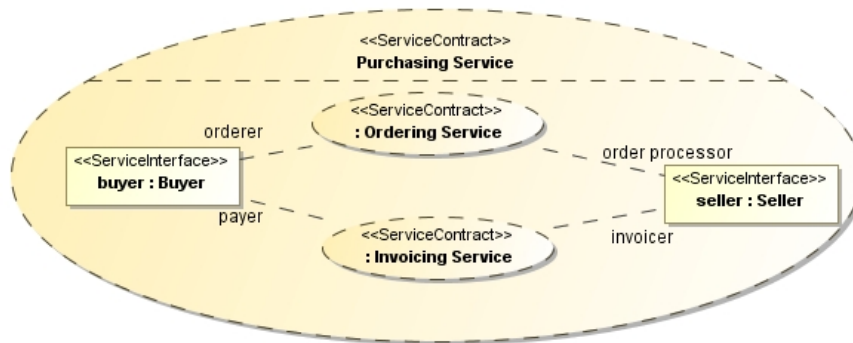 <<ServiceContract>>
Purchasing Service
<<ServiceContract>>
: Ordering Service
orderer
order processor
<<ServiceInterface>>
buyer : Buyer
<<ServiceInterface>>
seller : Seller
payer
invoicer
<<ServiceContract>>
: Invoicing Service